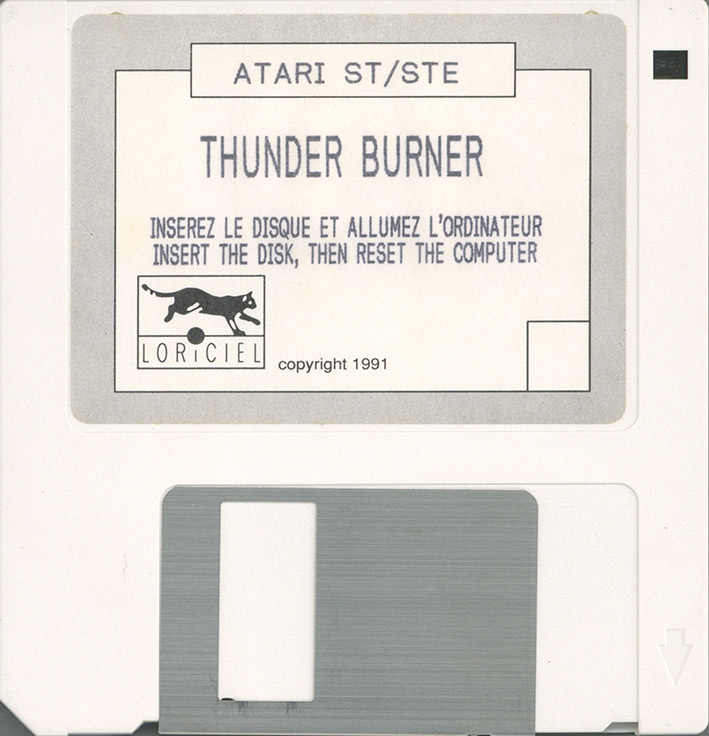 ATARI ST/STE
THUNDER BURNER
INSEREZ LE DISQUE ET ALLUMEZ L'ORDINATEUR
INSERT THE DISK, THEN RESET THE COMPUTER
LORiCIEL
copyright 1991